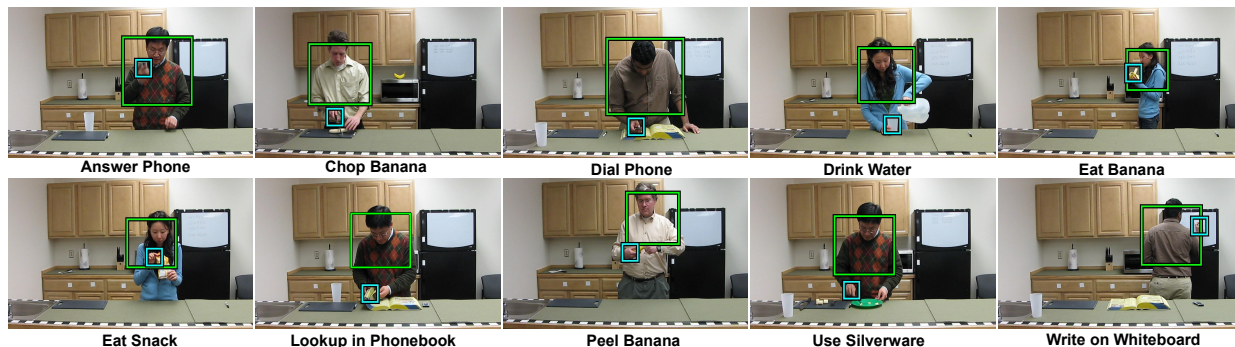 Answer Phone
Chop Banana
Dial Phone
Drink Water
Eat Banana
Eat Snack
Lookup in Phonebook
Peel Banana
Use Silverware
Write on Whiteboard